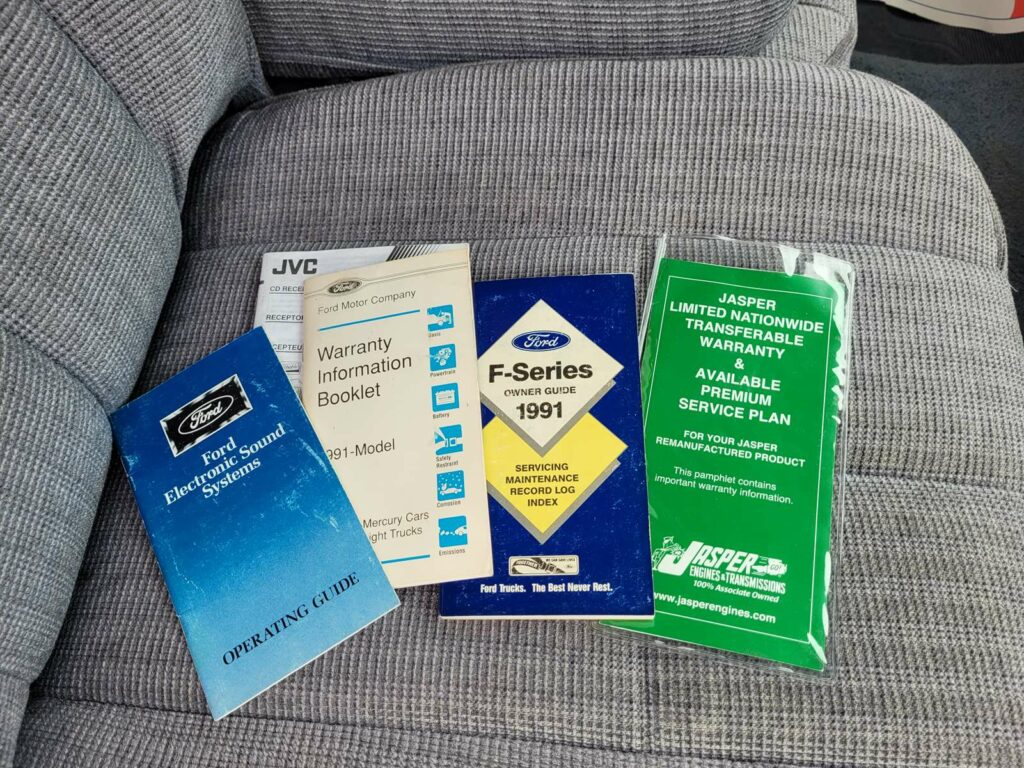 JVC
CD RECE
RECEPTO
CEPTEU
Ford
Ford
Electronic Sound
Systems
OPERATING GUIDE
Ford
Ford Motor Company
Warranty
Information
Booklet
991-Model
Mercury Cars
ight Trucks
Basic
Powertrain
Battery
Safety
Restraint
Corrosion
Emissions
Ford
F-Series
OWNER GUIDE
1991
SERVICING
MAINTENANCE
RECORD LOG
INDEX
Ford Trucks. The Best Never Rest.
JASPER
LIMITED NATIONWIDE
TRANSFERABLE
WARRANTY
&
AVAILABLE
PREMIUM
SERVICE PLAN
FOR YOUR JASPER
REMANUFACTURED PRODUCT
This pamphlet contains
important warranty information.
JASPER
ENGINES & TRANSMISSIONS
100% Associate Owned
www.jasperengines.com